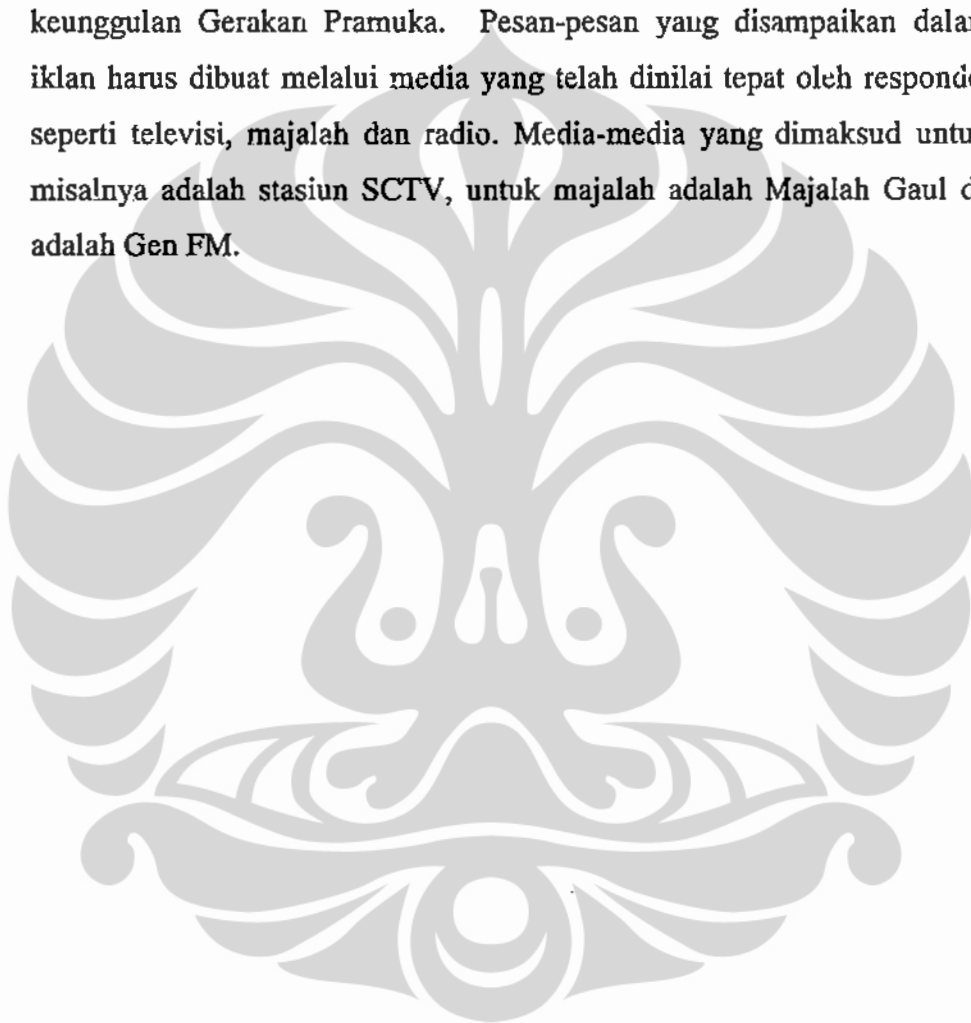 keunggulan Gerakan Pramuka. Pesan-pesan yang disampaikan dalam
iklan harus dibuat melalui media yang telah dinilai tepat oleh responde
seperti televisi, majalah dan radio. Media-media yang dimaksud untu
misalnya adalah stasiun SCTV, untuk majalah adalah Majalah Gaul d
adalah Gen FM.